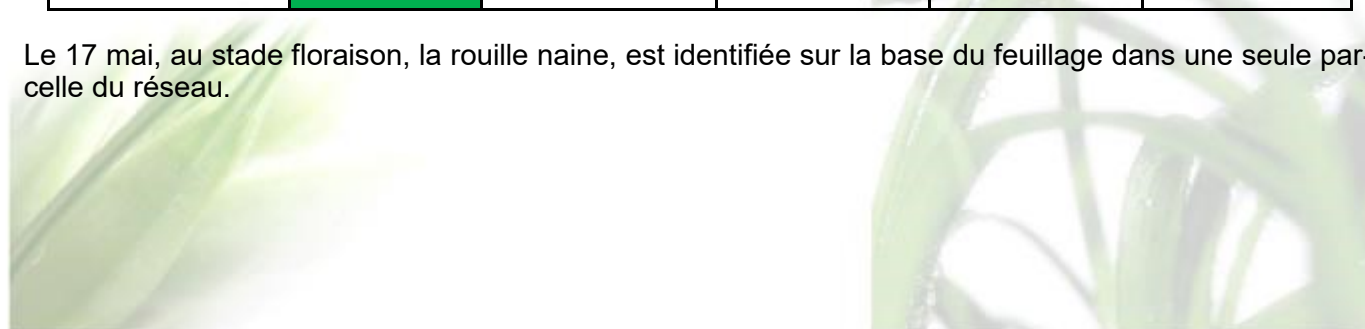 Le 17 mai, au stade floraison, la rouille naine, est identifiée sur la base du feuillage dans une seule par-
celle du réseau.